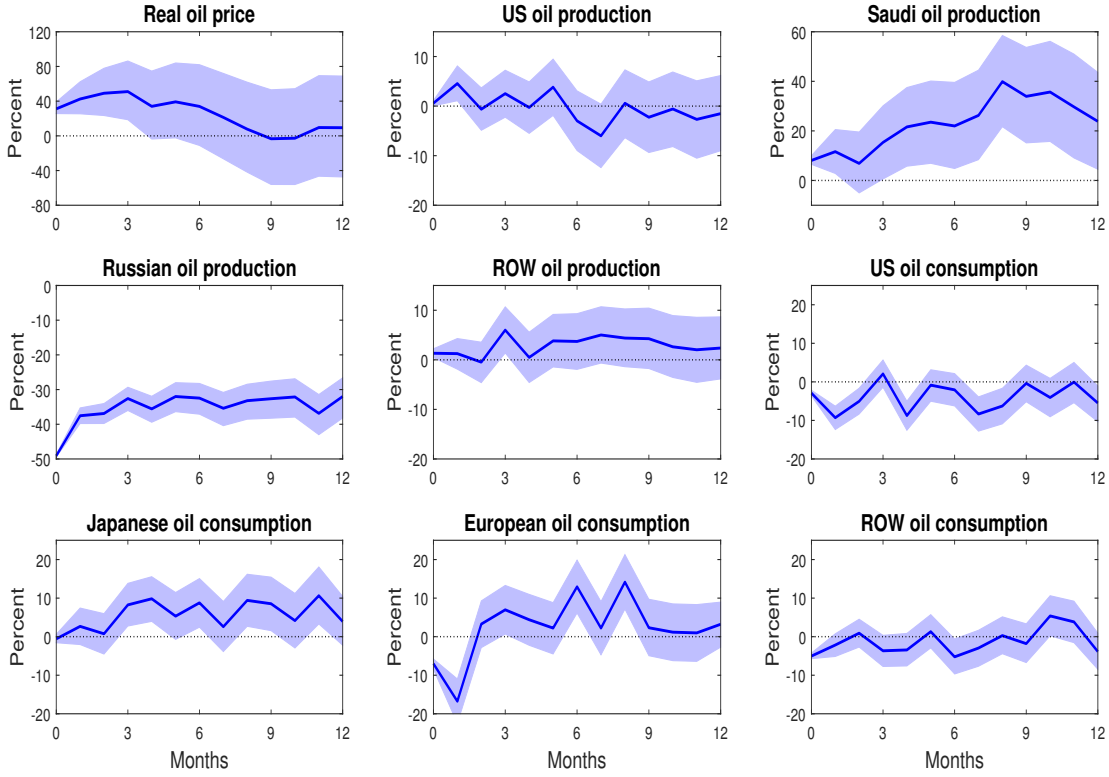 Real oil price
US oil production
Saudi oil production
Percent
120
80
40
0
-40
-80
0 3 6 9 12
Percent
10
0
-10
-20
0 3 6 9 12
Percent
60
40
20
0
0 3 6 9 12
Russian oil production
ROW oil production
US oil consumption
Percent
0
-10
-20
-30
-40
-50
0 3 6 9 12
Percent
10
0
-10
-20
0 3 6 9 12
Percent
20
10
0
-10
-20
0 3 6 9 12
Japanese oil consumption
European oil consumption
ROW oil consumption
Percent
20
10
0
-10
-20
0 3 6 9 12
Months
Percent
20
10
0
-10
-20
0 3 6 9 12
Months
Percent
20
10
0
-10
-20
0 3 6 9 12
Months